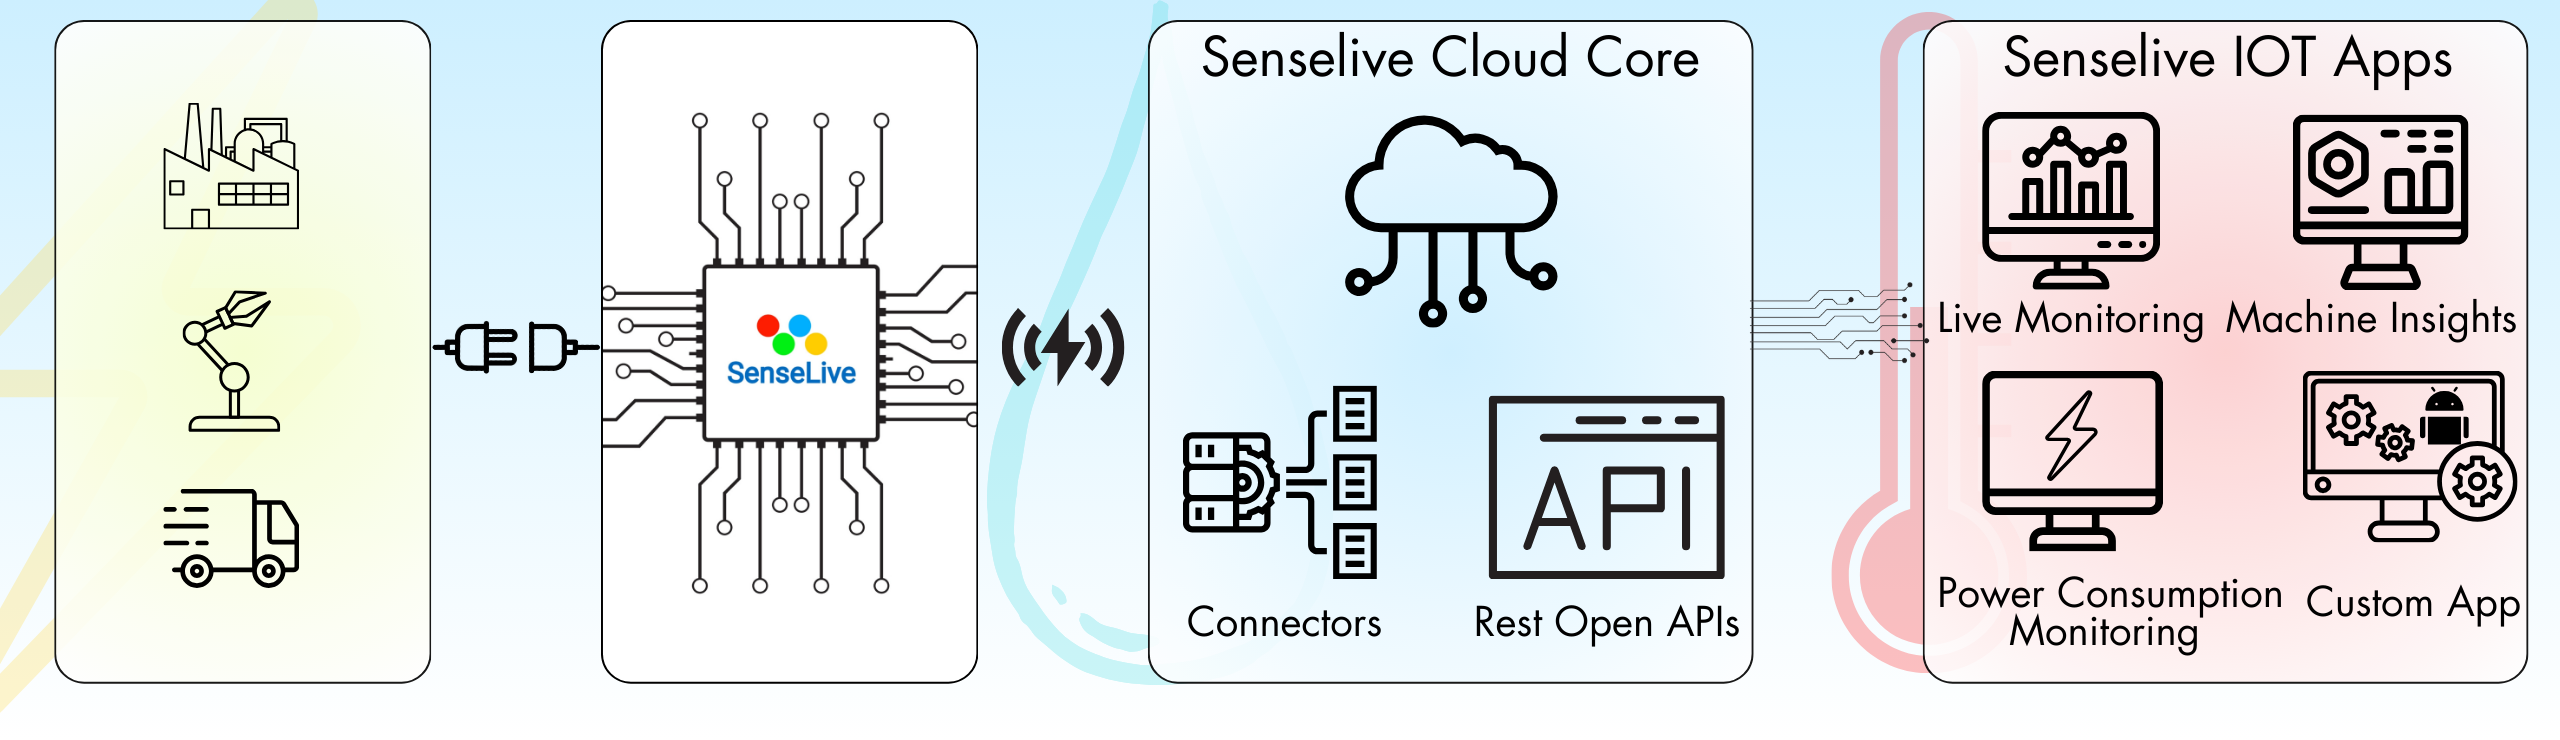 SenseLive
Senselive Cloud Core
API
Connectors
Rest Open APIs
Senselive IOT Apps
Live Monitoring
Machine Insights
Power Consumption
Monitoring
Custom App